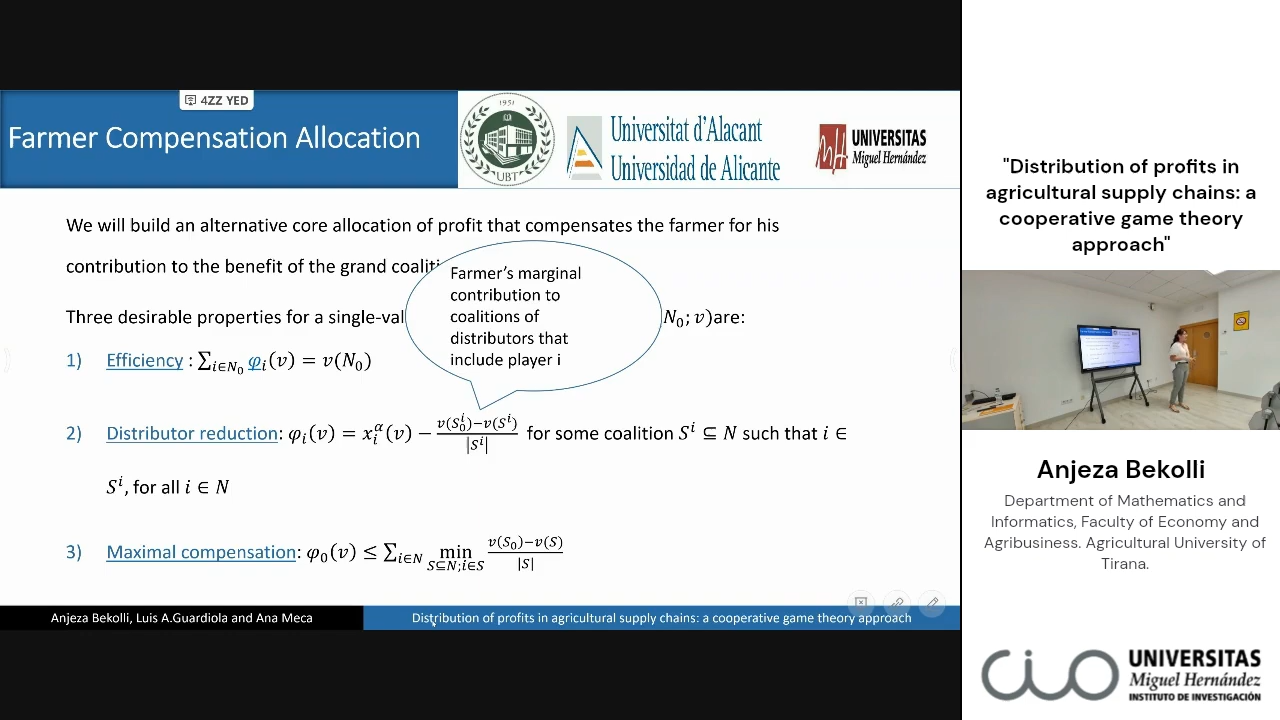 4ZZ YED
Farmer Compensation Allocation
1951
UBT
Universitat d'Alacant
Universidad de Alicante
UNIVERSITAS
Miguel Hernández
We will build an alternative core allocation of profit that compensates the farmer for his
contribution to the benefit of the grand coaliti
Farmer's marginal
contribution to
coalitions of
distributors that
include player i
Three desirable properties for a single-val
N₀; v)are:
1) Efficiency : ∑_{i∈N₀} φᵢ(v) = v(N₀)
2) Distributor reduction: φᵢ(v) = xᵢᵅ(v) − (v(S₀ⁱ)−v(Sⁱ))/|Sⁱ| for some coalition Sⁱ ⊆ N such that i ∈
Sⁱ, for all i ∈ N
3) Maximal compensation: φ₀(v) ≤ ∑_{i∈N} min_{S⊆N;i∈S} (v(S₀)−v(S))/|S|
Anjeza Bekolli, Luis A.Guardiola and Ana Meca
Distribution of profits in agricultural supply chains: a cooperative game theory approach
"Distribution of profits in
agricultural supply chains: a
cooperative game theory
approach"
Anjeza Bekolli
Department of Mathematics and
Informatics, Faculty of Economy and
Agribusiness. Agricultural University of
Tirana.
cio
UNIVERSITAS
Miguel Hernández
INSTITUTO DE INVESTIGACIÓN